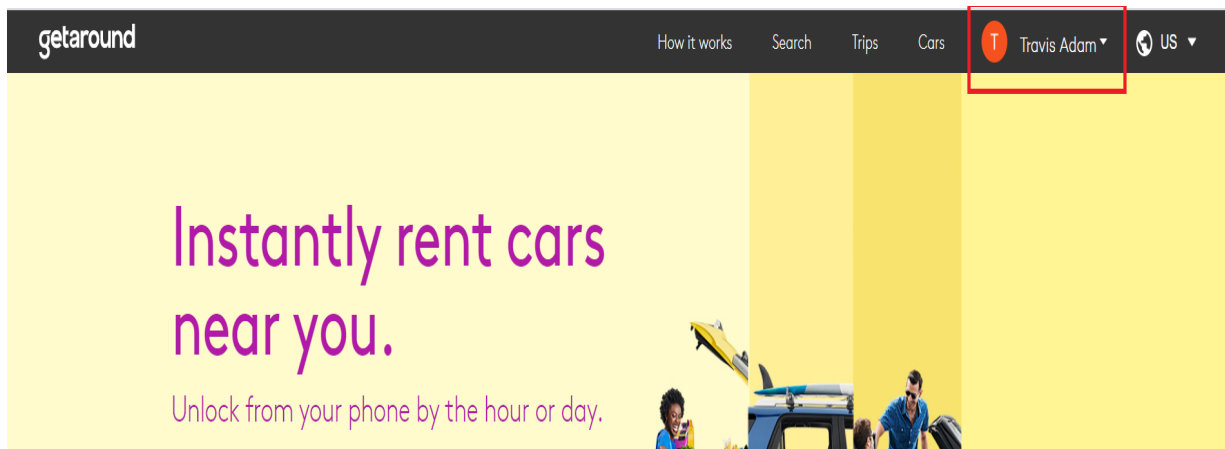 getaround
How it works Search Trips Cars T Travis Adam US
Instantly rent cars
near you.
Unlock from your phone by the hour or day.